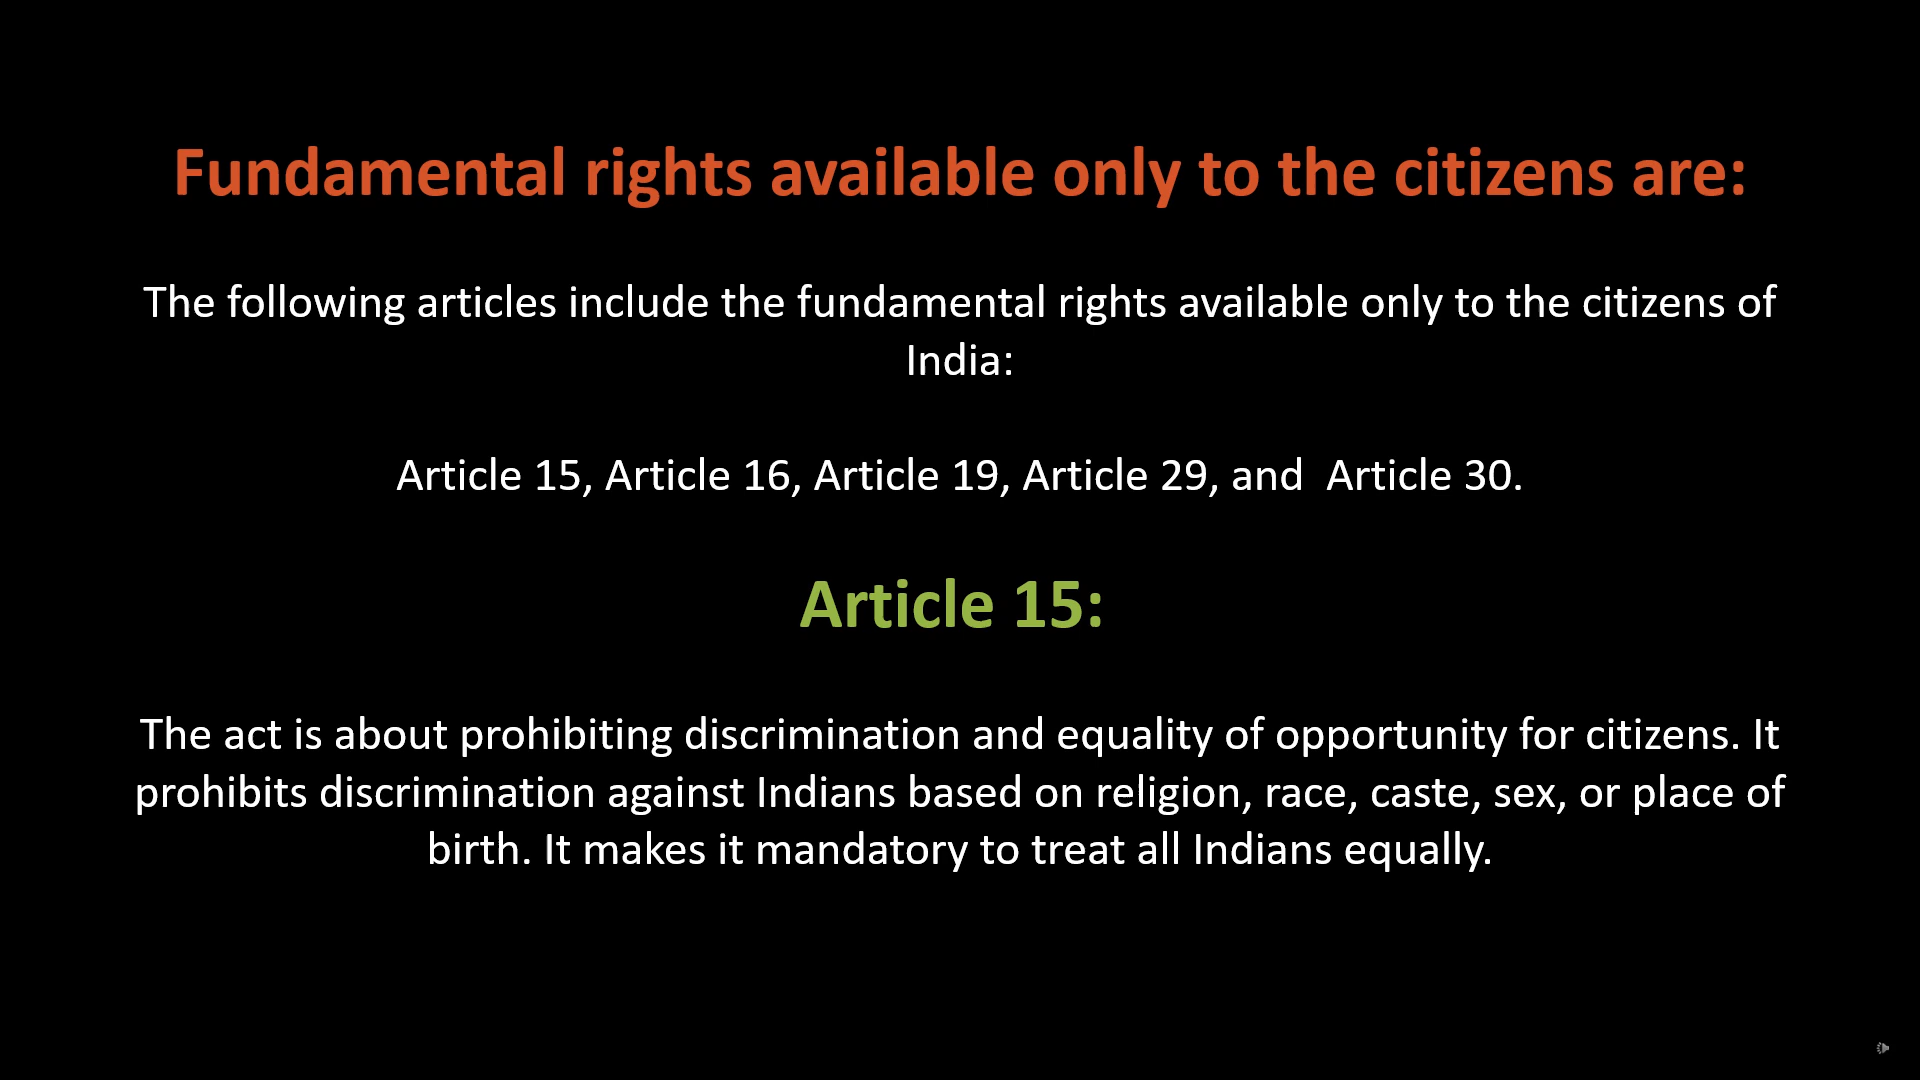 Fundamental rights available only to the citizens are:
The following articles include the fundamental rights available only to the citizens of
India:
Article 15, Article 16, Article 19, Article 29, and  Article 30.
Article 15:
The act is about prohibiting discrimination and equality of opportunity for citizens. It
prohibits discrimination against Indians based on religion, race, caste, sex, or place of
birth. It makes it mandatory to treat all Indians equally.